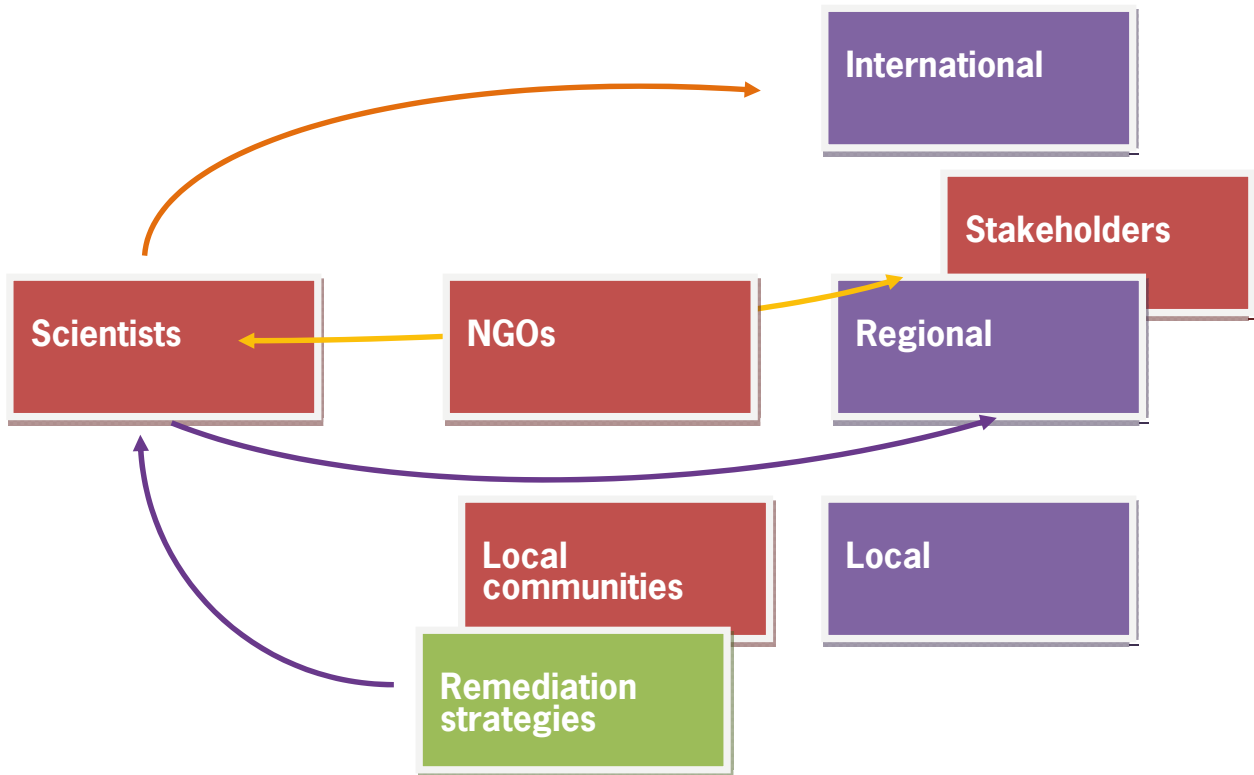 International
Stakeholders
Scientists
NGOs
Regional
Local
communities
Local
Remediation
strategies